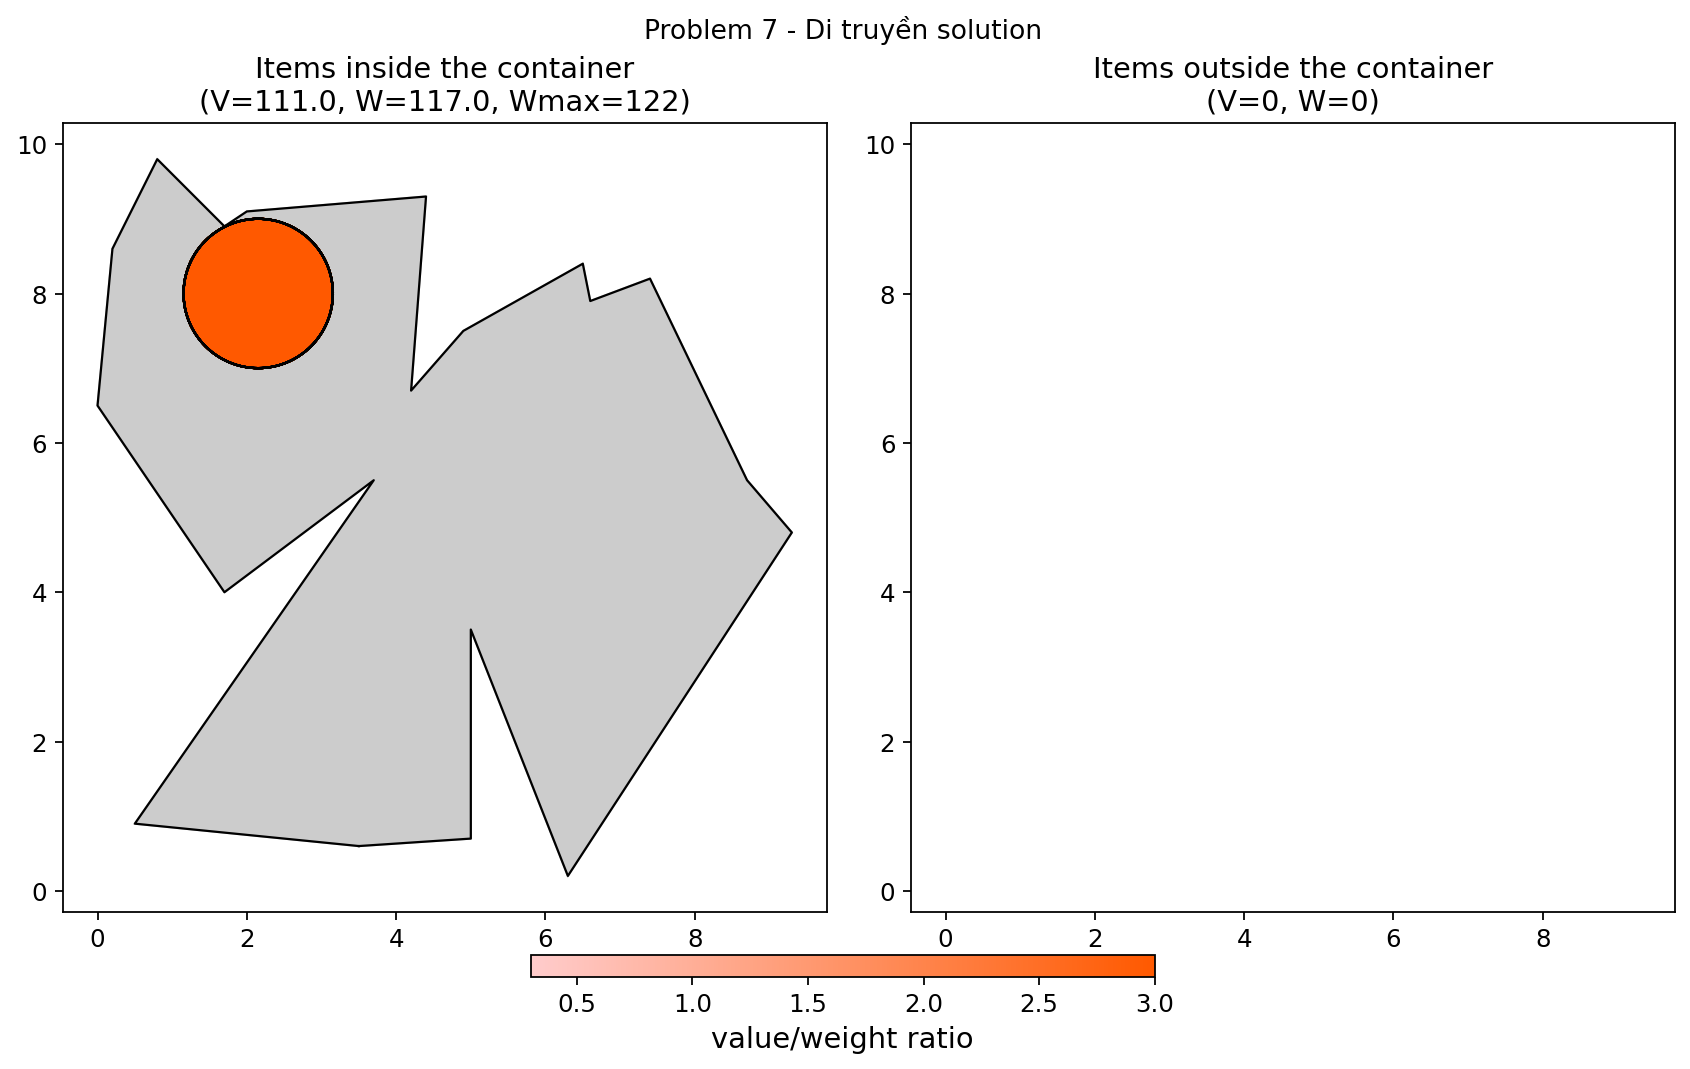 Problem 7 - Di truyền solution
Items inside the container
(V=111.0, W=117.0, Wmax=122)
Items outside the container
(V=0, W=0)
10
8
6
4
2
0
0 2 4 6 8
10
8
6
4
2
0
0 2 4 6 8
0.5 1.0 1.5 2.0 2.5 3.0
value/weight ratio